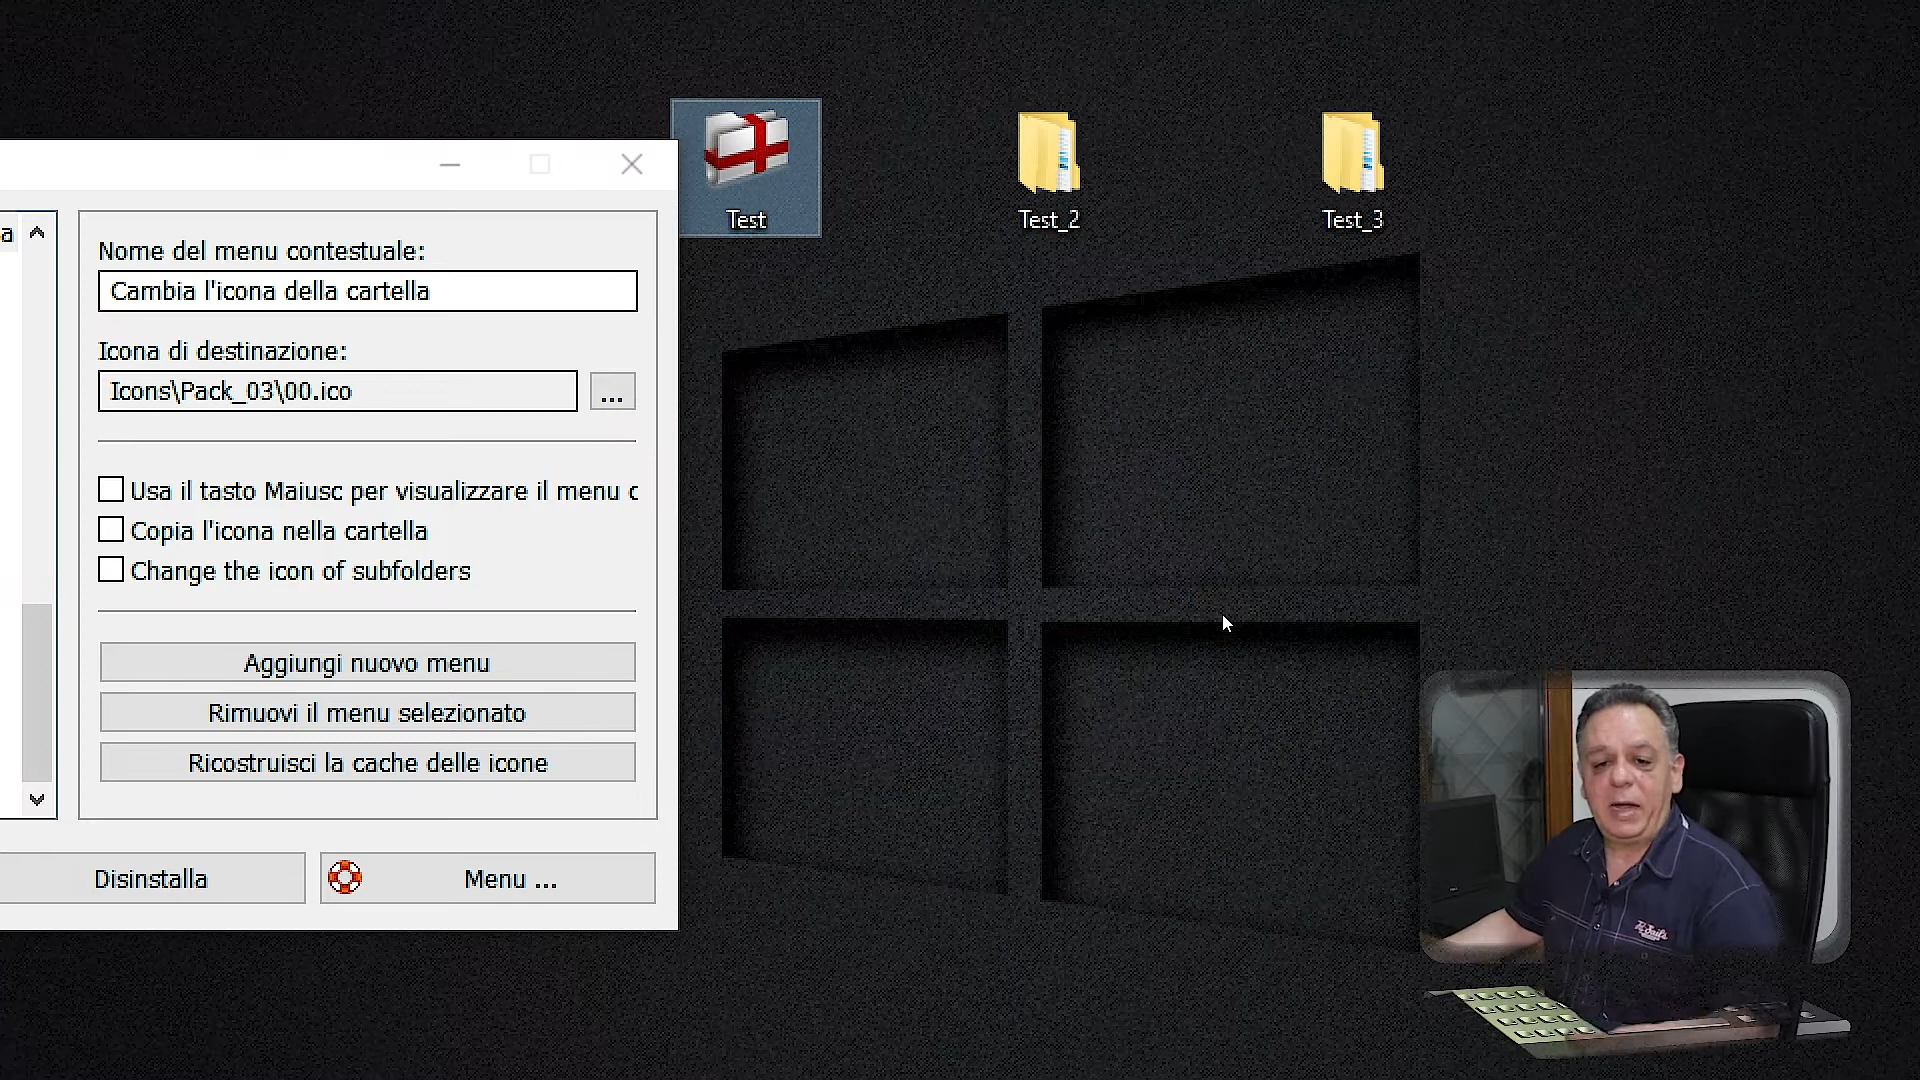 Test
Test_2
Test_3
a
Nome del menu contestuale:
Cambia l'icona della cartella
Icona di destinazione:
Icons\Pack_03\00.ico
...
Usa il tasto Maiusc per visualizzare il menu c
Copia l'icona nella cartella
Change the icon of subfolders
Aggiungi nuovo menu
Rimuovi il menu selezionato
Ricostruisci la cache delle icone
Disinstalla
Menu ...